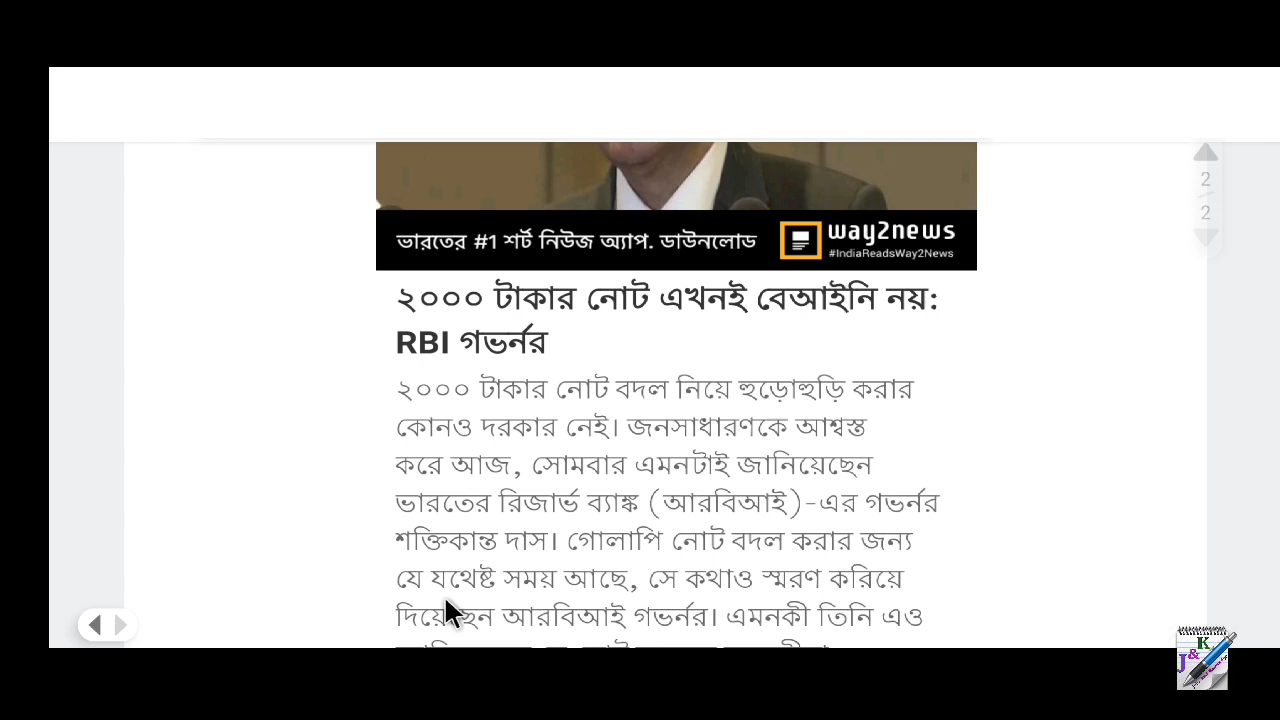 ভারতের #1 শর্ট নিউজ অ্যাপ. ডাউনলোড
way2news
#IndiaReadsWay2News
২০০০ টাকার নোট এখনই বেআইনি নয়:
RBI গভর্নর
২০০০ টাকার নোট বদল নিয়ে হুড়োহুড়ি করার
কোনও দরকার নেই। জনসাধারণকে আশ্বস্ত
করে আজ, সোমবার এমনটাই জানিয়েছেন
ভারতের রিজার্ভ ব্যাঙ্ক (আরবিআই)-এর গভর্নর
শক্তিকান্ত দাস। গোলাপি নোট বদল করার জন্য
যে যথেষ্ট সময় আছে, সে কথাও স্মরণ করিয়ে
দিয়েছেন আরবিআই গভর্নর। এমনকী তিনি এও
2
2
J&K